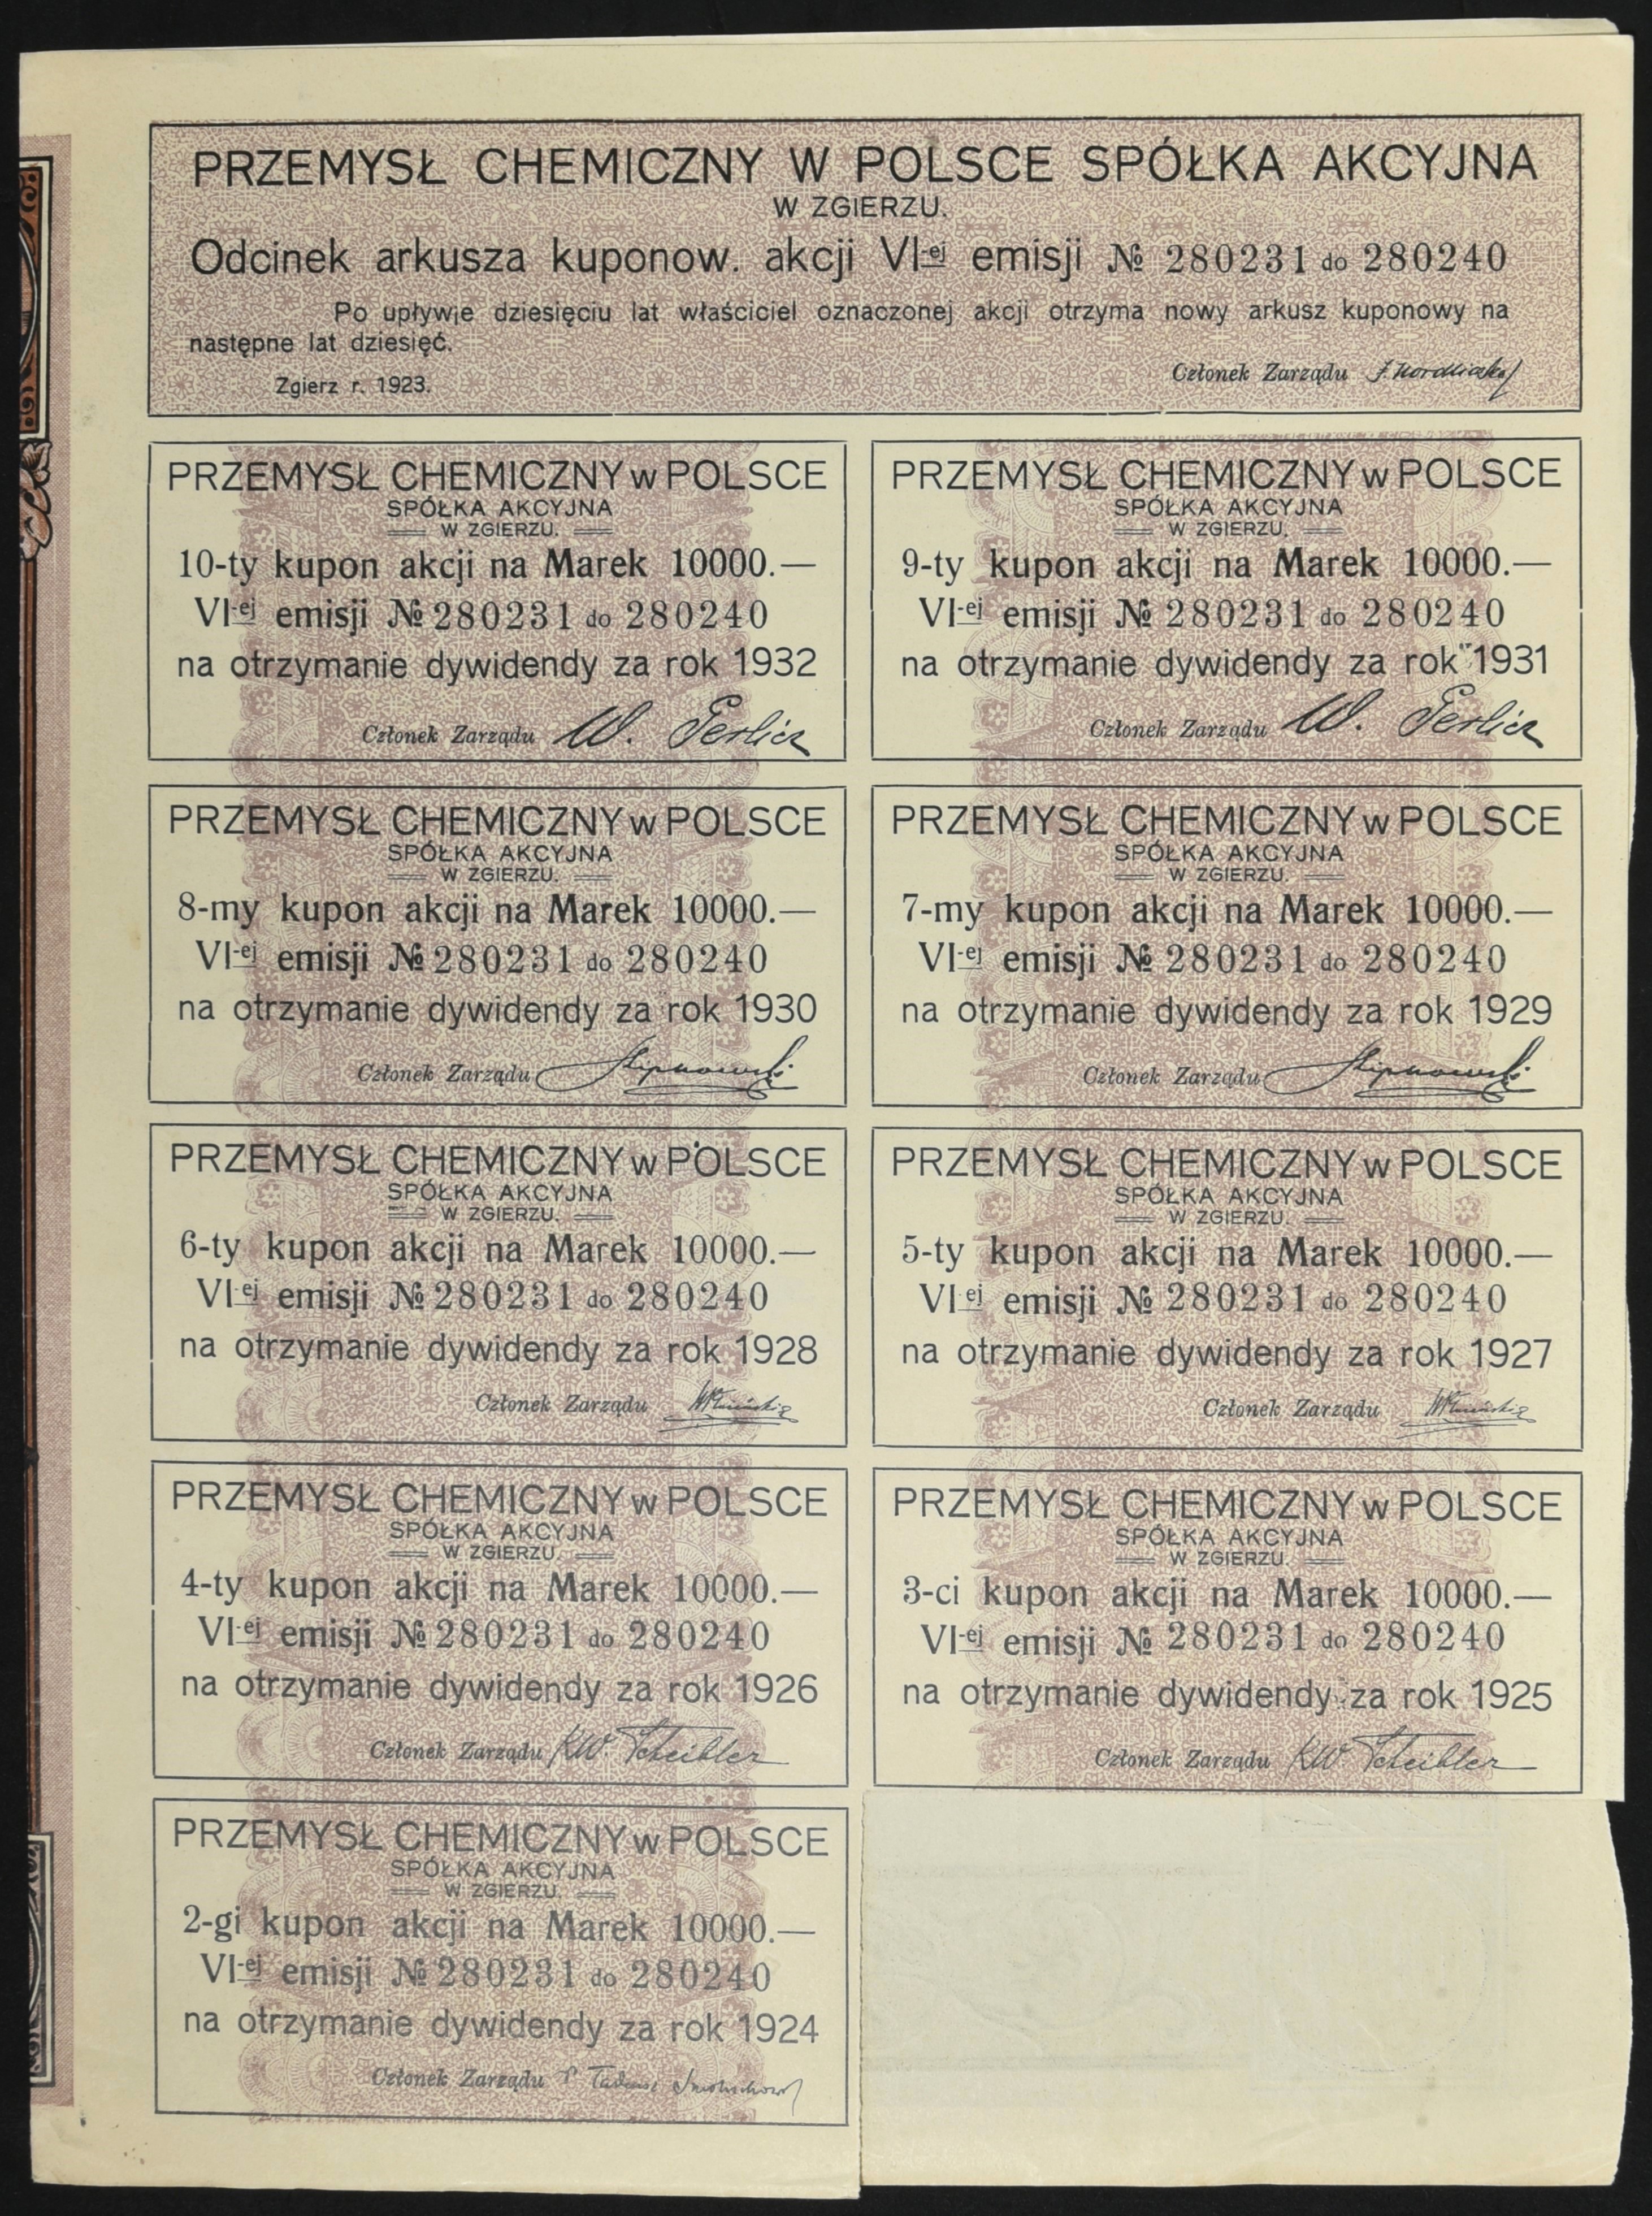 PRZEMYSŁ CHEMICZNY W POLSCE SPÓŁKA AKCYJNA
W ZGIERZU.
Odcinek arkusza kuponow. akcji VI-ej emisji № 280231 do 280240
Po upływie dziesięciu lat właściciel oznaczonej akcji otrzyma nowy arkusz kuponowy na
następne lat dziesięć.
Zgierz r. 1923.
Członek Zarządu
PRZEMYSŁ CHEMICZNY w POLSCE
SPÓŁKA AKCYJNA
W ZGIERZU.
10-ty kupon akcji na Marek 10000.—
VI-ej emisji № 280231 do 280240
na otrzymanie dywidendy za rok 1932
Członek Zarządu W. Gerlicz
PRZEMYSŁ CHEMICZNY w POLSCE
SPÓŁKA AKCYJNA
W ZGIERZU.
9-ty kupon akcji na Marek 10000.—
VI-ej emisji № 280231 do 280240
na otrzymanie dywidendy za rok 1931
Członek Zarządu W. Gerlicz
PRZEMYSŁ CHEMICZNY w POLSCE
SPÓŁKA AKCYJNA
W ZGIERZU.
8-my kupon akcji na Marek 10000.—
VI-ej emisji № 280231 do 280240
na otrzymanie dywidendy za rok 1930
Członek Zarządu
PRZEMYSŁ CHEMICZNY w POLSCE
SPÓŁKA AKCYJNA
W ZGIERZU.
7-my kupon akcji na Marek 10000.—
VI-ej emisji № 280231 do 280240
na otrzymanie dywidendy za rok 1929
Członek Zarządu
PRZEMYSŁ CHEMICZNY w POLSCE
SPÓŁKA AKCYJNA
W ZGIERZU.
6-ty kupon akcji na Marek 10000.—
VI-ej emisji № 280231 do 280240
na otrzymanie dywidendy za rok 1928
Członek Zarządu
PRZEMYSŁ CHEMICZNY w POLSCE
SPÓŁKA AKCYJNA
W ZGIERZU.
5-ty kupon akcji na Marek 10000.—
VI-ej emisji № 280231 do 280240
na otrzymanie dywidendy za rok 1927
Członek Zarządu
PRZEMYSŁ CHEMICZNY w POLSCE
SPÓŁKA AKCYJNA
W ZGIERZU.
4-ty kupon akcji na Marek 10000.—
VI-ej emisji № 280231 do 280240
na otrzymanie dywidendy za rok 1926
Członek Zarządu KW. Scheibler
PRZEMYSŁ CHEMICZNY w POLSCE
SPÓŁKA AKCYJNA
W ZGIERZU.
3-ci kupon akcji na Marek 10000.—
VI-ej emisji № 280231 do 280240
na otrzymanie dywidendy za rok 1925
Członek Zarządu KW. Scheibler
PRZEMYSŁ CHEMICZNY w POLSCE
SPÓŁKA AKCYJNA
W ZGIERZU.
2-gi kupon akcji na Marek 10000.—
VI-ej emisji № 280231 do 280240
na otrzymanie dywidendy za rok 1924
Członek Zarządu Tadeusz